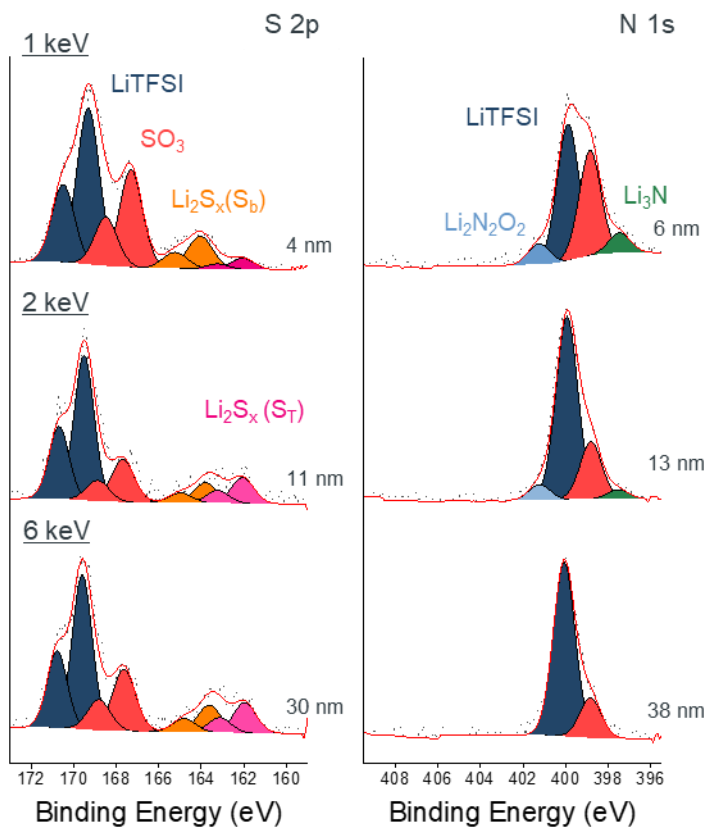 S 2p
N 1s
1 keV
LiTFSI
SO₃
Li₂Sₓ(S_b)
4 nm
LiTFSI
Li₃N
Li₂N₂O₂
6 nm
2 keV
Li₂Sₓ (S_T)
11 nm
13 nm
6 keV
30 nm
38 nm
172 170 168 166 164 162 160
408 406 404 402 400 398 396
Binding Energy (eV)
Binding Energy (eV)